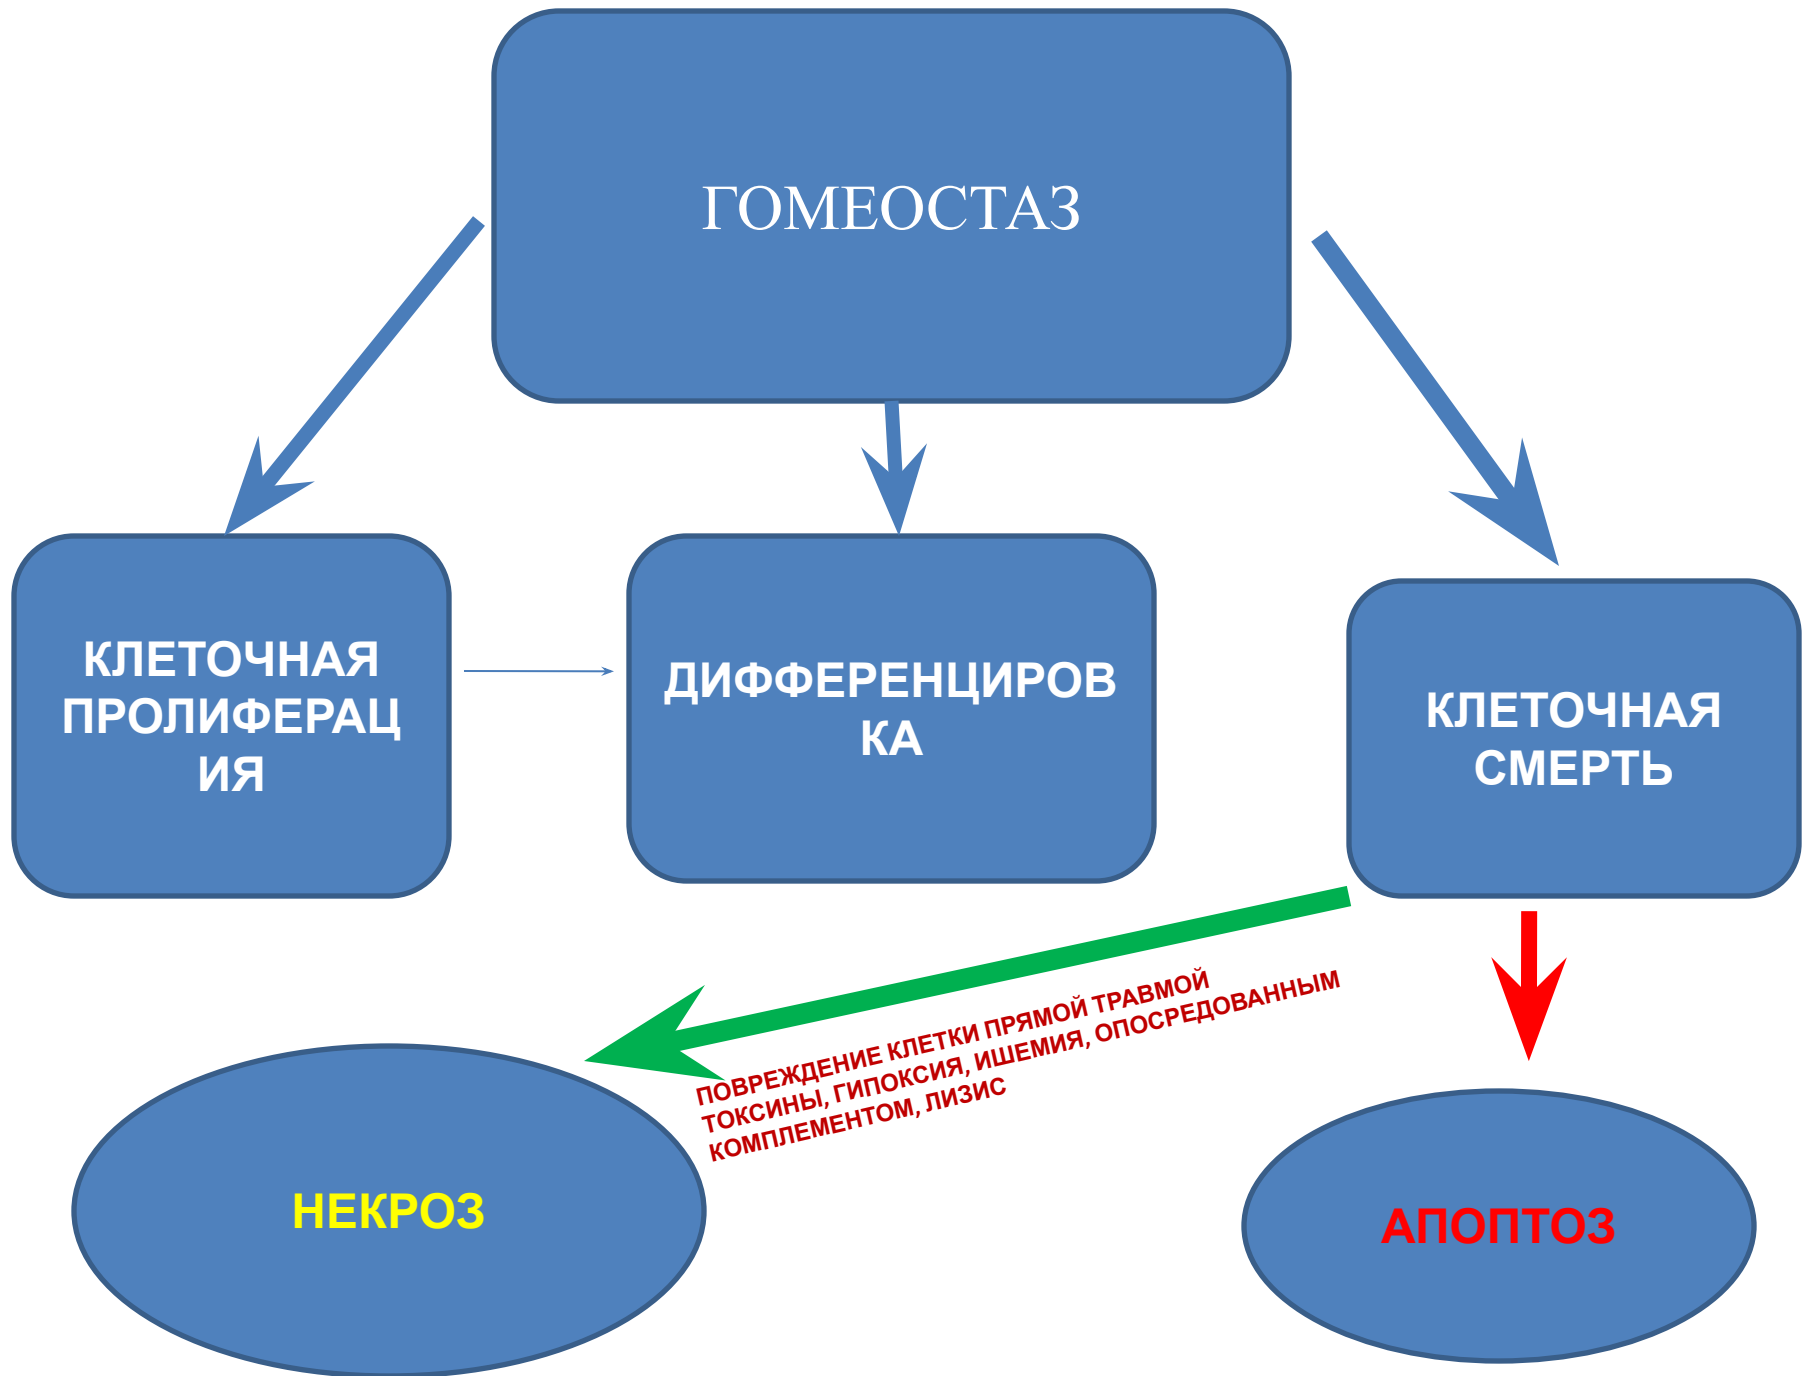 ГОМЕОСТАЗ
КЛЕТОЧНАЯ
ПРОЛИФЕРАЦ
ИЯ
ДИФФЕРЕНЦИРОВ
КА
КЛЕТОЧНАЯ
СМЕРТЬ
ПОВРЕЖДЕНИЕ КЛЕТКИ ПРЯМОЙ ТРАВМОЙ
ТОКСИНЫ, ГИПОКСИЯ, ИШЕМИЯ, ОПОСРЕДОВАННЫМ
КОМПЛЕМЕНТОМ, ЛИЗИС
НЕКРОЗ
АПОПТОЗ